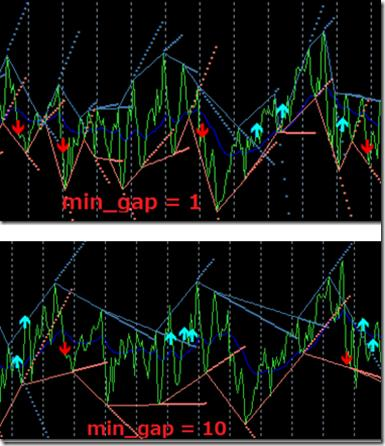 min_gap = 1
min_gap = 10